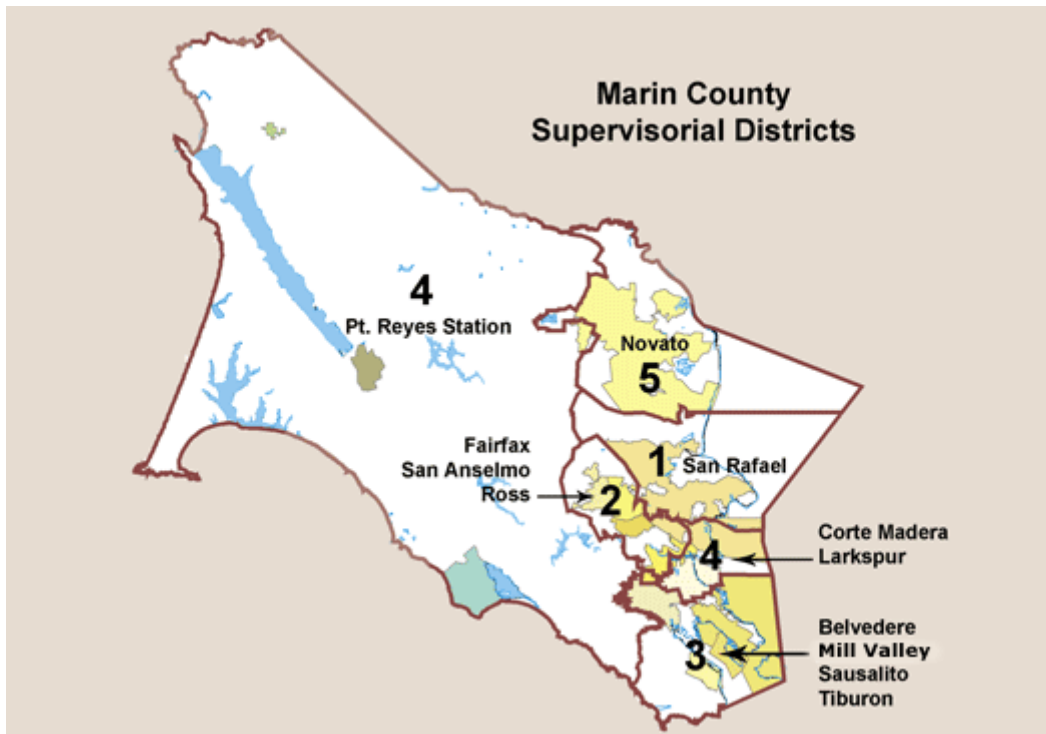 Marin County
Supervisorial Districts
4
Pt. Reyes Station
Novato
5
Fairfax
San Anselmo
Ross
1
San Rafael
2
Corte Madera
Larkspur
4
Belvedere
Mill Valley
Sausalito
Tiburon
3